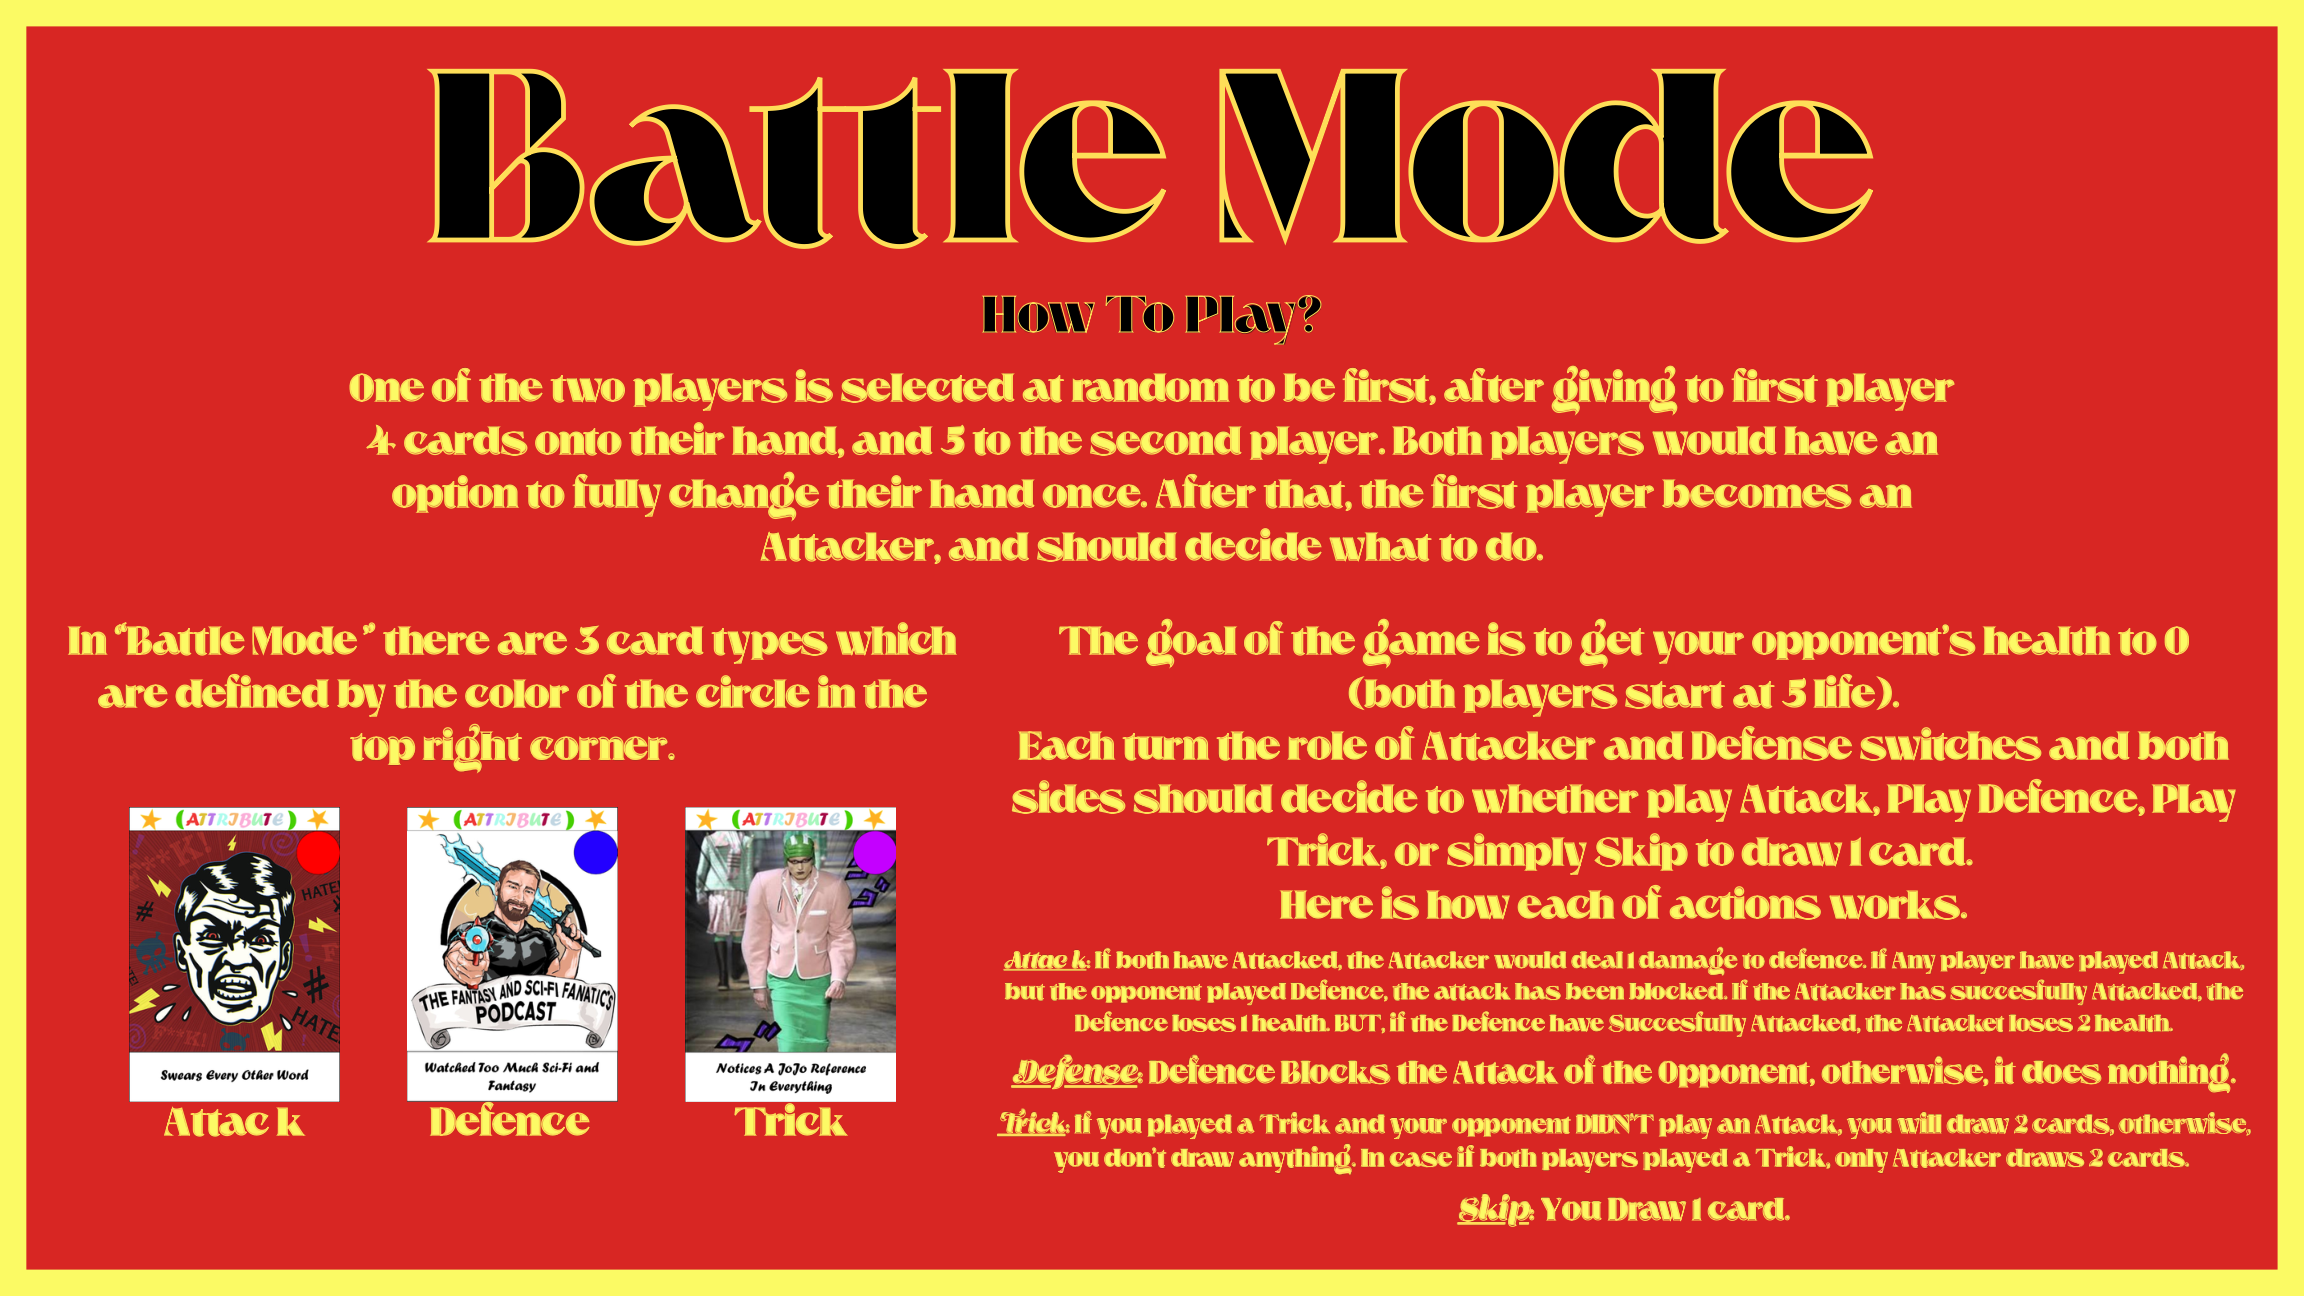 Battle Mode
How To Play?
One of the two players is selected at random to be first, after giving to first player
4 cards onto their hand, and 5 to the second player. Both players would have an
option to fully change their hand once. After that, the first player becomes an
Attacker, and should decide what to do.
In “Battle Mode” there are 3 card types which
are defined by the color of the circle in the
top right corner.
(ATTRIBUTE)
F***K!
HATE!
#
#
HATE
F**K!
Swears Every Other Word
Attack
(ATTRIBUTE)
THE FANTASY AND SCI-FI FANATIC'S
PODCAST
Watched Too Much Sci-Fi and
Fantasy
Defence
(ATTRIBUTE)
Notices A JoJo Reference
In Everything
Trick
The goal of the game is to get your opponent’s health to 0
(both players start at 5 life).
Each turn the role of Attacker and Defense switches and both
sides should decide to whether play Attack, Play Defence, Play
Trick, or simply Skip to draw 1 card.
Here is how each of actions works.
Attack: If both have Attacked, the Attacker would deal 1 damage to defence. If Any player have played Attack,
but the opponent played Defence, the attack has been blocked. If the Attacker has succesfully Attacked, the
Defence loses 1 health. BUT, if the Defence have Succesfully Attacked, the Attacket loses 2 health.
Defense: Defence Blocks the Attack of the Opponent, otherwise, it does nothing.
Trick: If you played a Trick and your opponent DIDN'T play an Attack, you will draw 2 cards, otherwise,
you don't draw anything. In case if both players played a Trick, only Attacker draws 2 cards.
Skip: You Draw 1 card.